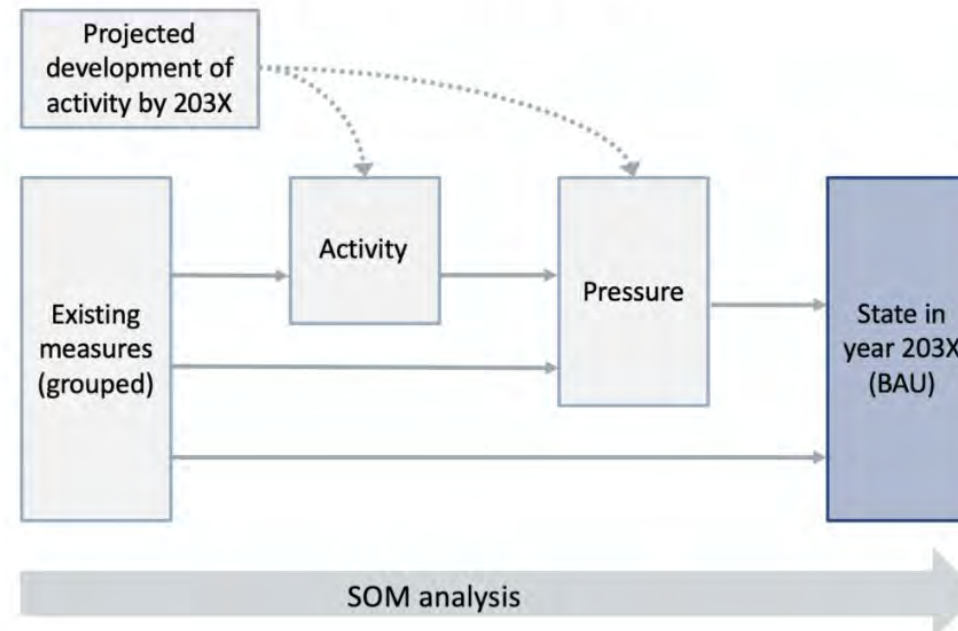 Projected
development of
activity by 203X
Activity
Pressure
Existing
measures
(grouped)
State in
year 203X
(BAU)
SOM analysis